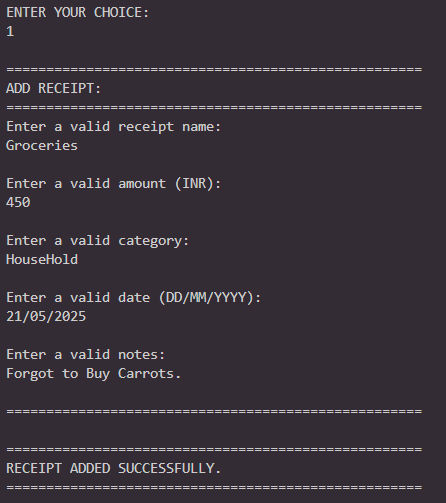 ENTER YOUR CHOICE:
1
====================================================
ADD RECEIPT:
====================================================
Enter a valid receipt name:
Groceries
Enter a valid amount (INR):
450
Enter a valid category:
HouseHold
Enter a valid date (DD/MM/YYYY):
21/05/2025
Enter a valid notes:
Forgot to Buy Carrots.
====================================================
====================================================
RECEIPT ADDED SUCCESSFULLY.
====================================================